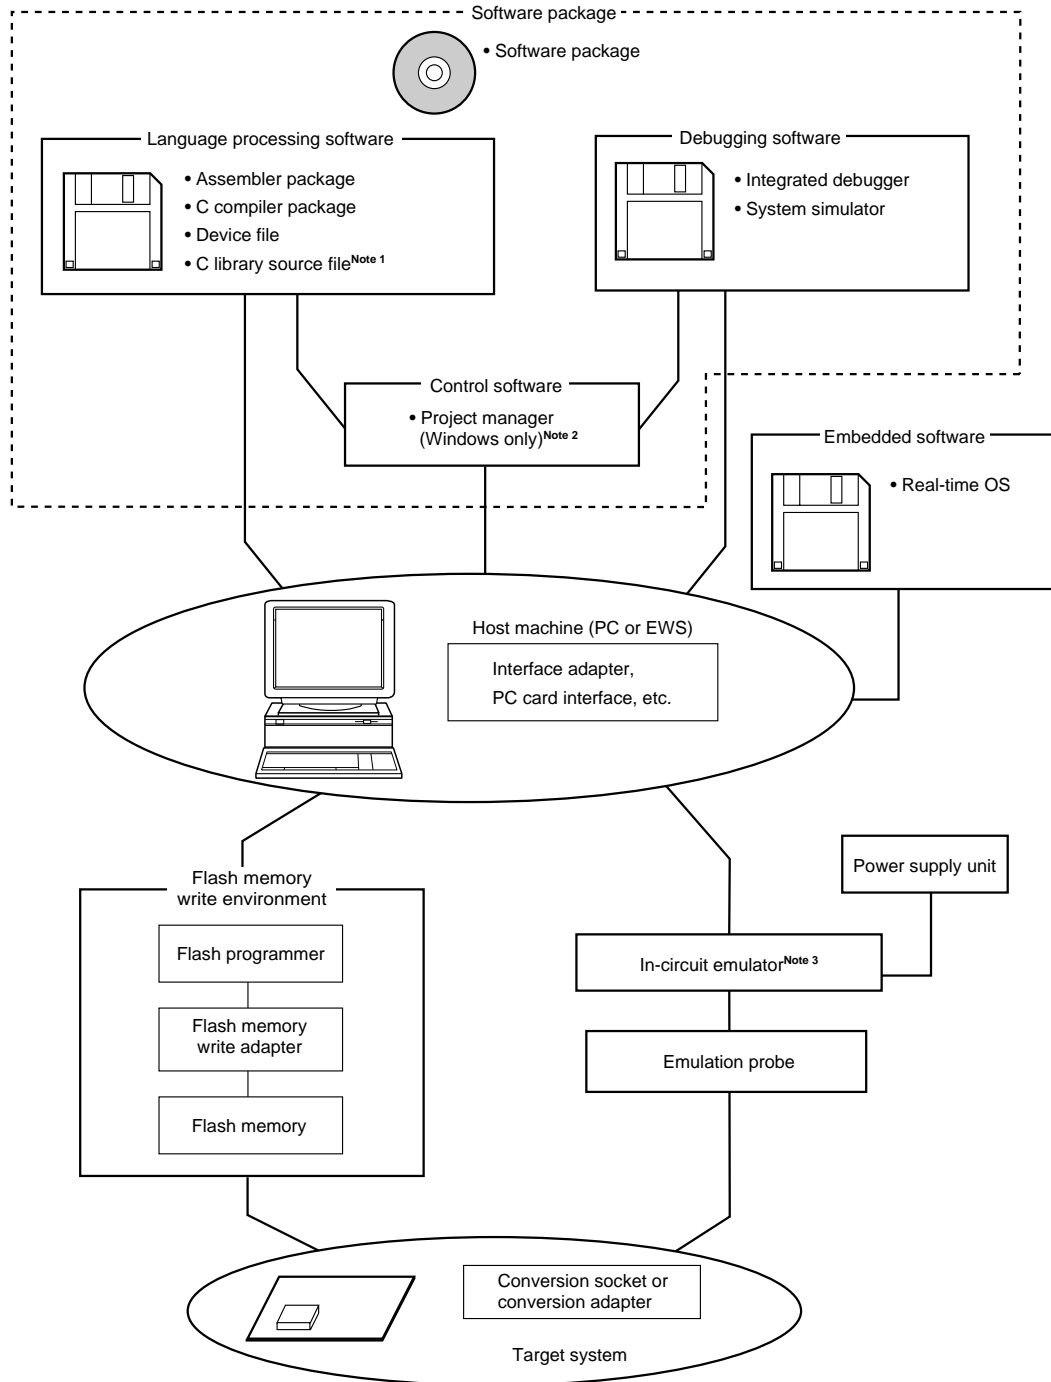 Software package
• Software package
Language processing software
• Assembler package
• C compiler package
• Device file
• C library source fileNote 1
Debugging software
• Integrated debugger
• System simulator
Control software
• Project manager
(Windows only)Note 2
Embedded software
• Real-time OS
Host machine (PC or EWS)
Interface adapter,
PC card interface, etc.
Flash memory
write environment
Flash programmer
Flash memory
write adapter
Flash memory
Power supply unit
In-circuit emulatorNote 3
Emulation probe
Conversion socket or
conversion adapter
Target system